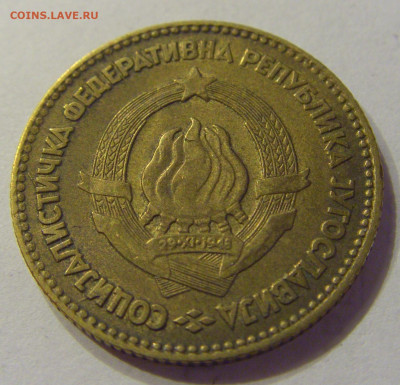 COINS.LAVE.RU
СОЦИЈАЛИСТИЧКА ФЕДЕРАТИВНА РЕПУБЛИКА ЈУГОСЛАВИЈА
29·XI·1943